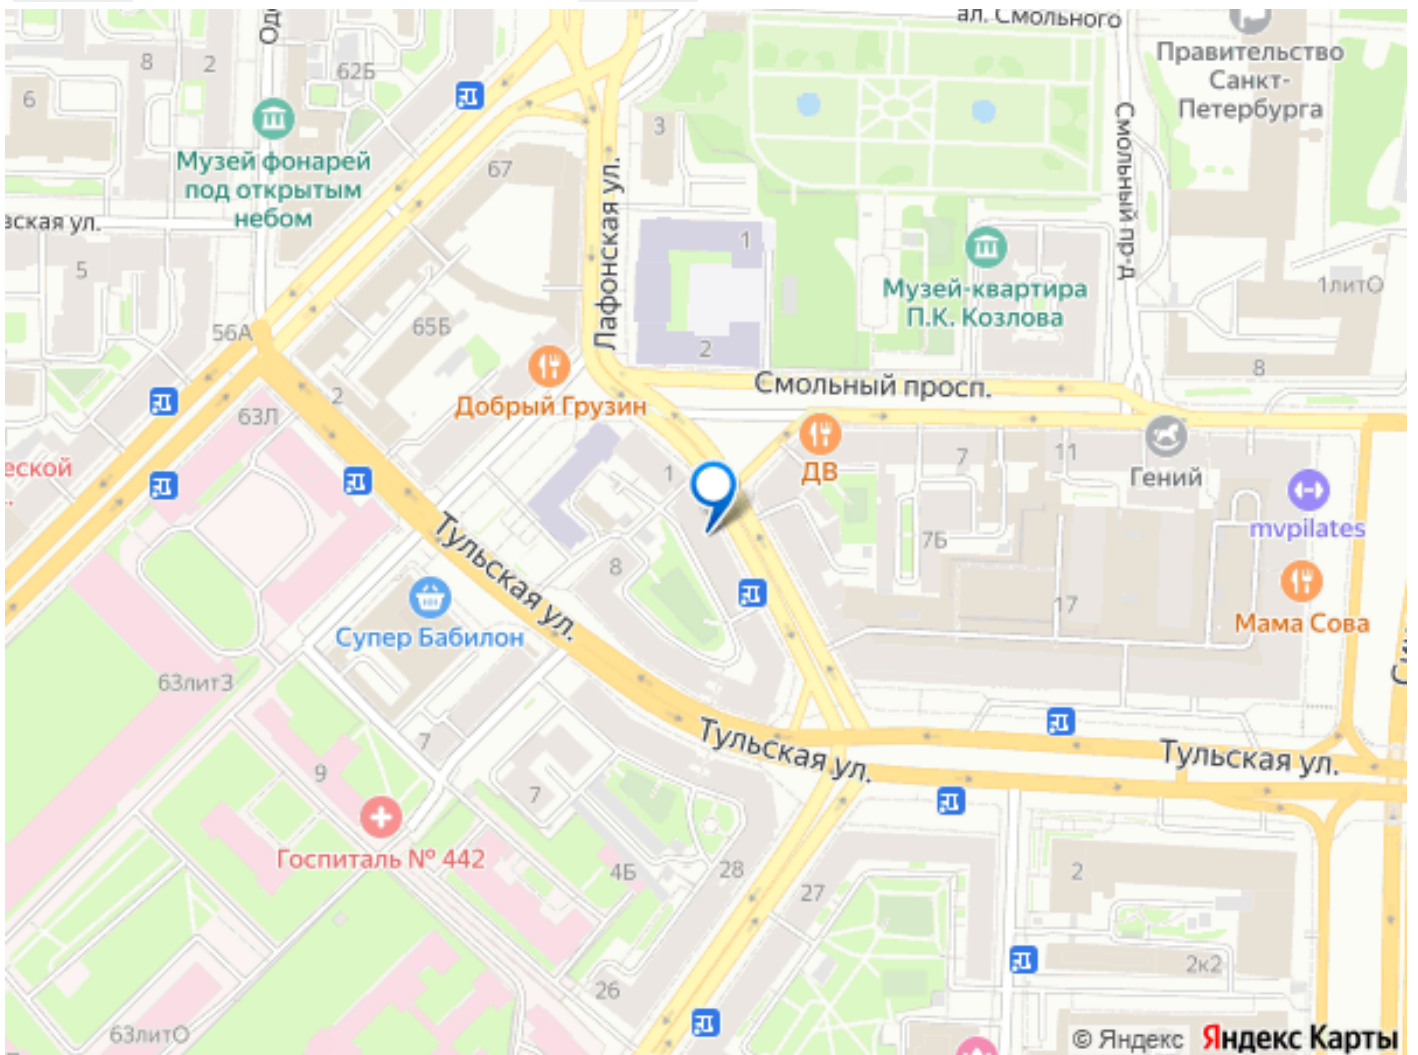 ал. Смольного
Правительство
Санкт-
Петербурга
8
2
62Б
6
3
Музей фонарей
под открытым
небом
67
Лафонская ул.
Смольный пр-д
вская ул.
1
5
Музей-квартира
П.К. Козлова
1литО
56А
65Б
2
8
Смольный просп.
2
Добрый Грузин
63Л
еской
1
ДВ
7
11
Гений
mvpilates
7Б
Тульская ул.
8
17
Супер Бабилон
Мама Сова
63литЗ
7
Тульская ул.
Тульская ул.
9
7
Госпиталь № 442
4Б
28
27
2
26
2к2
63литО
© Яндекс Яндекс Карты